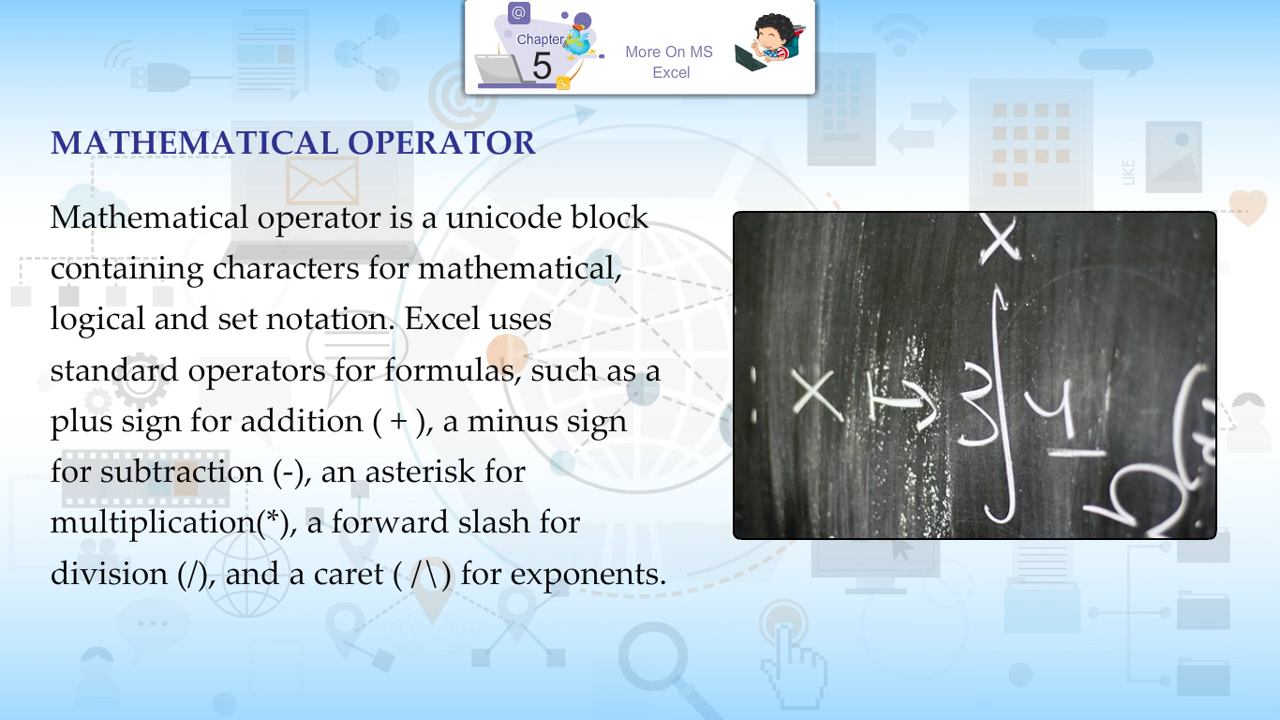 Chapter
5
More On MS
Excel
MATHEMATICAL OPERATOR
Mathematical operator is a unicode block
containing characters for mathematical,
logical and set notation. Excel uses
standard operators for formulas, such as a
plus sign for addition ( + ), a minus sign
for subtraction (-), an asterisk for
multiplication(*), a forward slash for
division (/), and a caret ( /\ ) for exponents.
LIKE